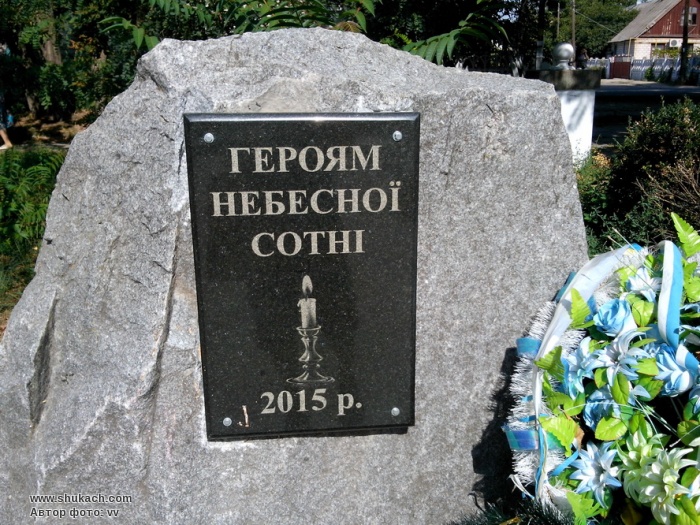 ГЕРОЯМ
НЕБЕСНОЇ
СОТНІ
2015 р.
www.shukach.com
Автор фото: vv